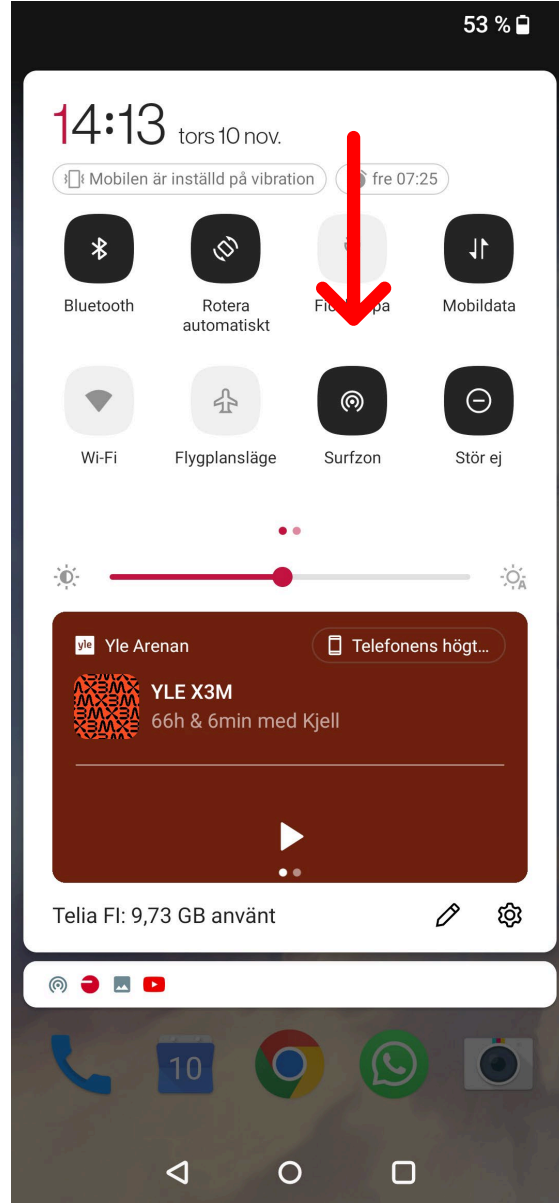 53 %
14:13 tors 10 nov.
Mobilen är inställd på vibration fre 07:25
Bluetooth
Rotera
automatiskt
Mobildata
Wi-Fi
Flygplansläge
Surfzon
Stör ej
A
yle Yle Arenan Telefonens högt…
YLE X3M
66h & 6min med Kjell
Telia FI: 9,73 GB använt
10